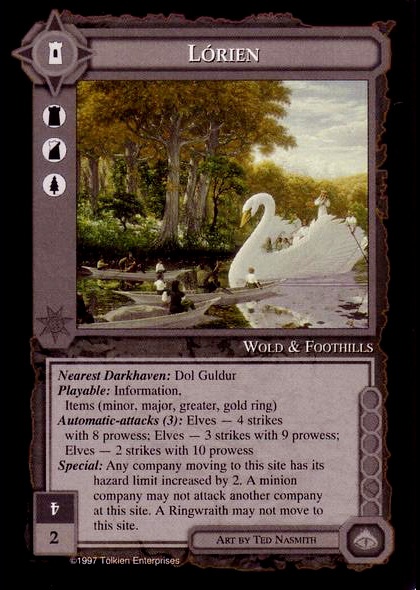 LÓRIEN
WOLD & FOOTHILLS
Nearest Darkhaven: Dol Guldur
Playable: Information,
Items (minor, major, greater, gold ring)
Automatic-attacks (3): Elves — 4 strikes
with 8 prowess; Elves — 3 strikes with 9 prowess;
Elves — 2 strikes with 10 prowess
Special: Any company moving to this site has its
hazard limit increased by 2. A minion
company may not attack another company
at this site. A Ringwraith may not move to
this site.
2
ART BY TED NASMITH
©1997 Tolkien Enterprises